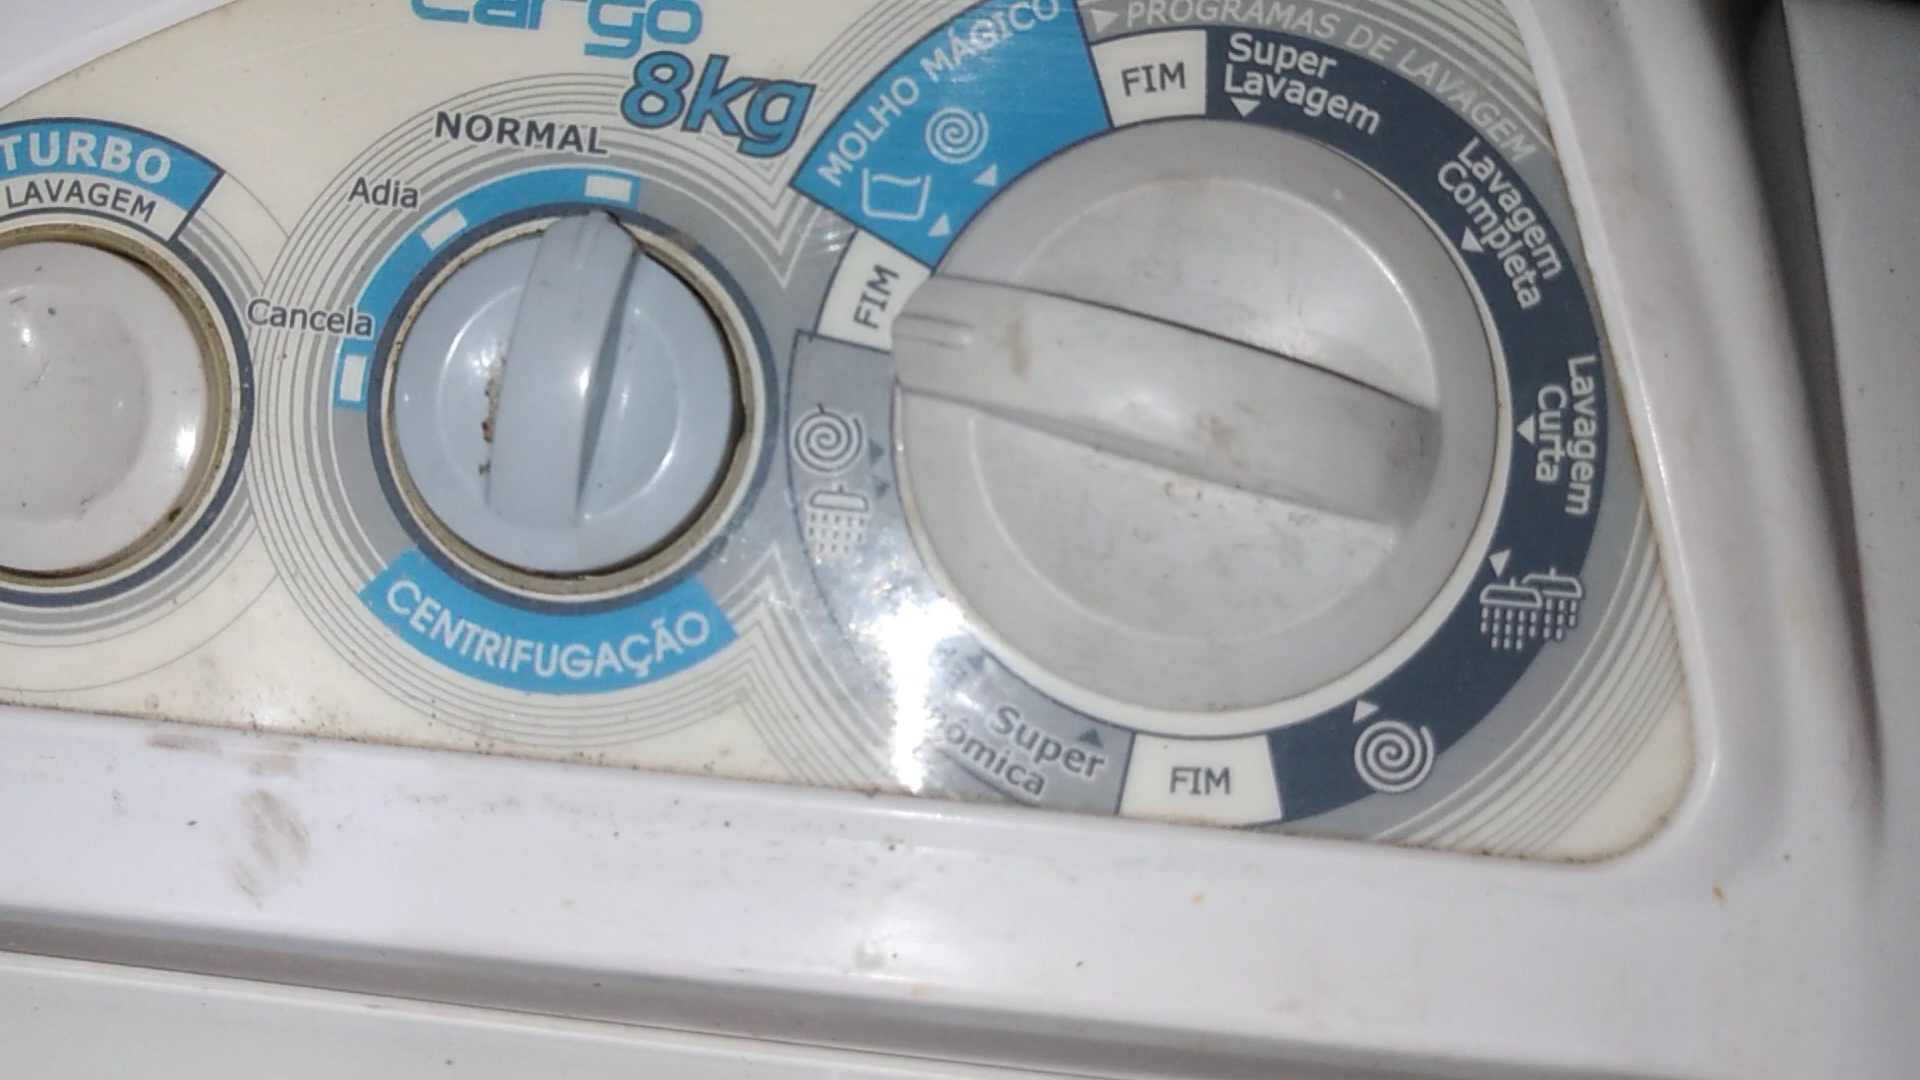 Cargo
8kg
TURBO
LAVAGEM
NORMAL
Adia
Cancela
CENTRIFUGAÇÃO
MOLHO MÁGICO
PROGRAMAS DE LAVAGEM
FIM
Super
Lavagem
Lavagem
Completa
Lavagem
Curta
FIM
Super
FIM